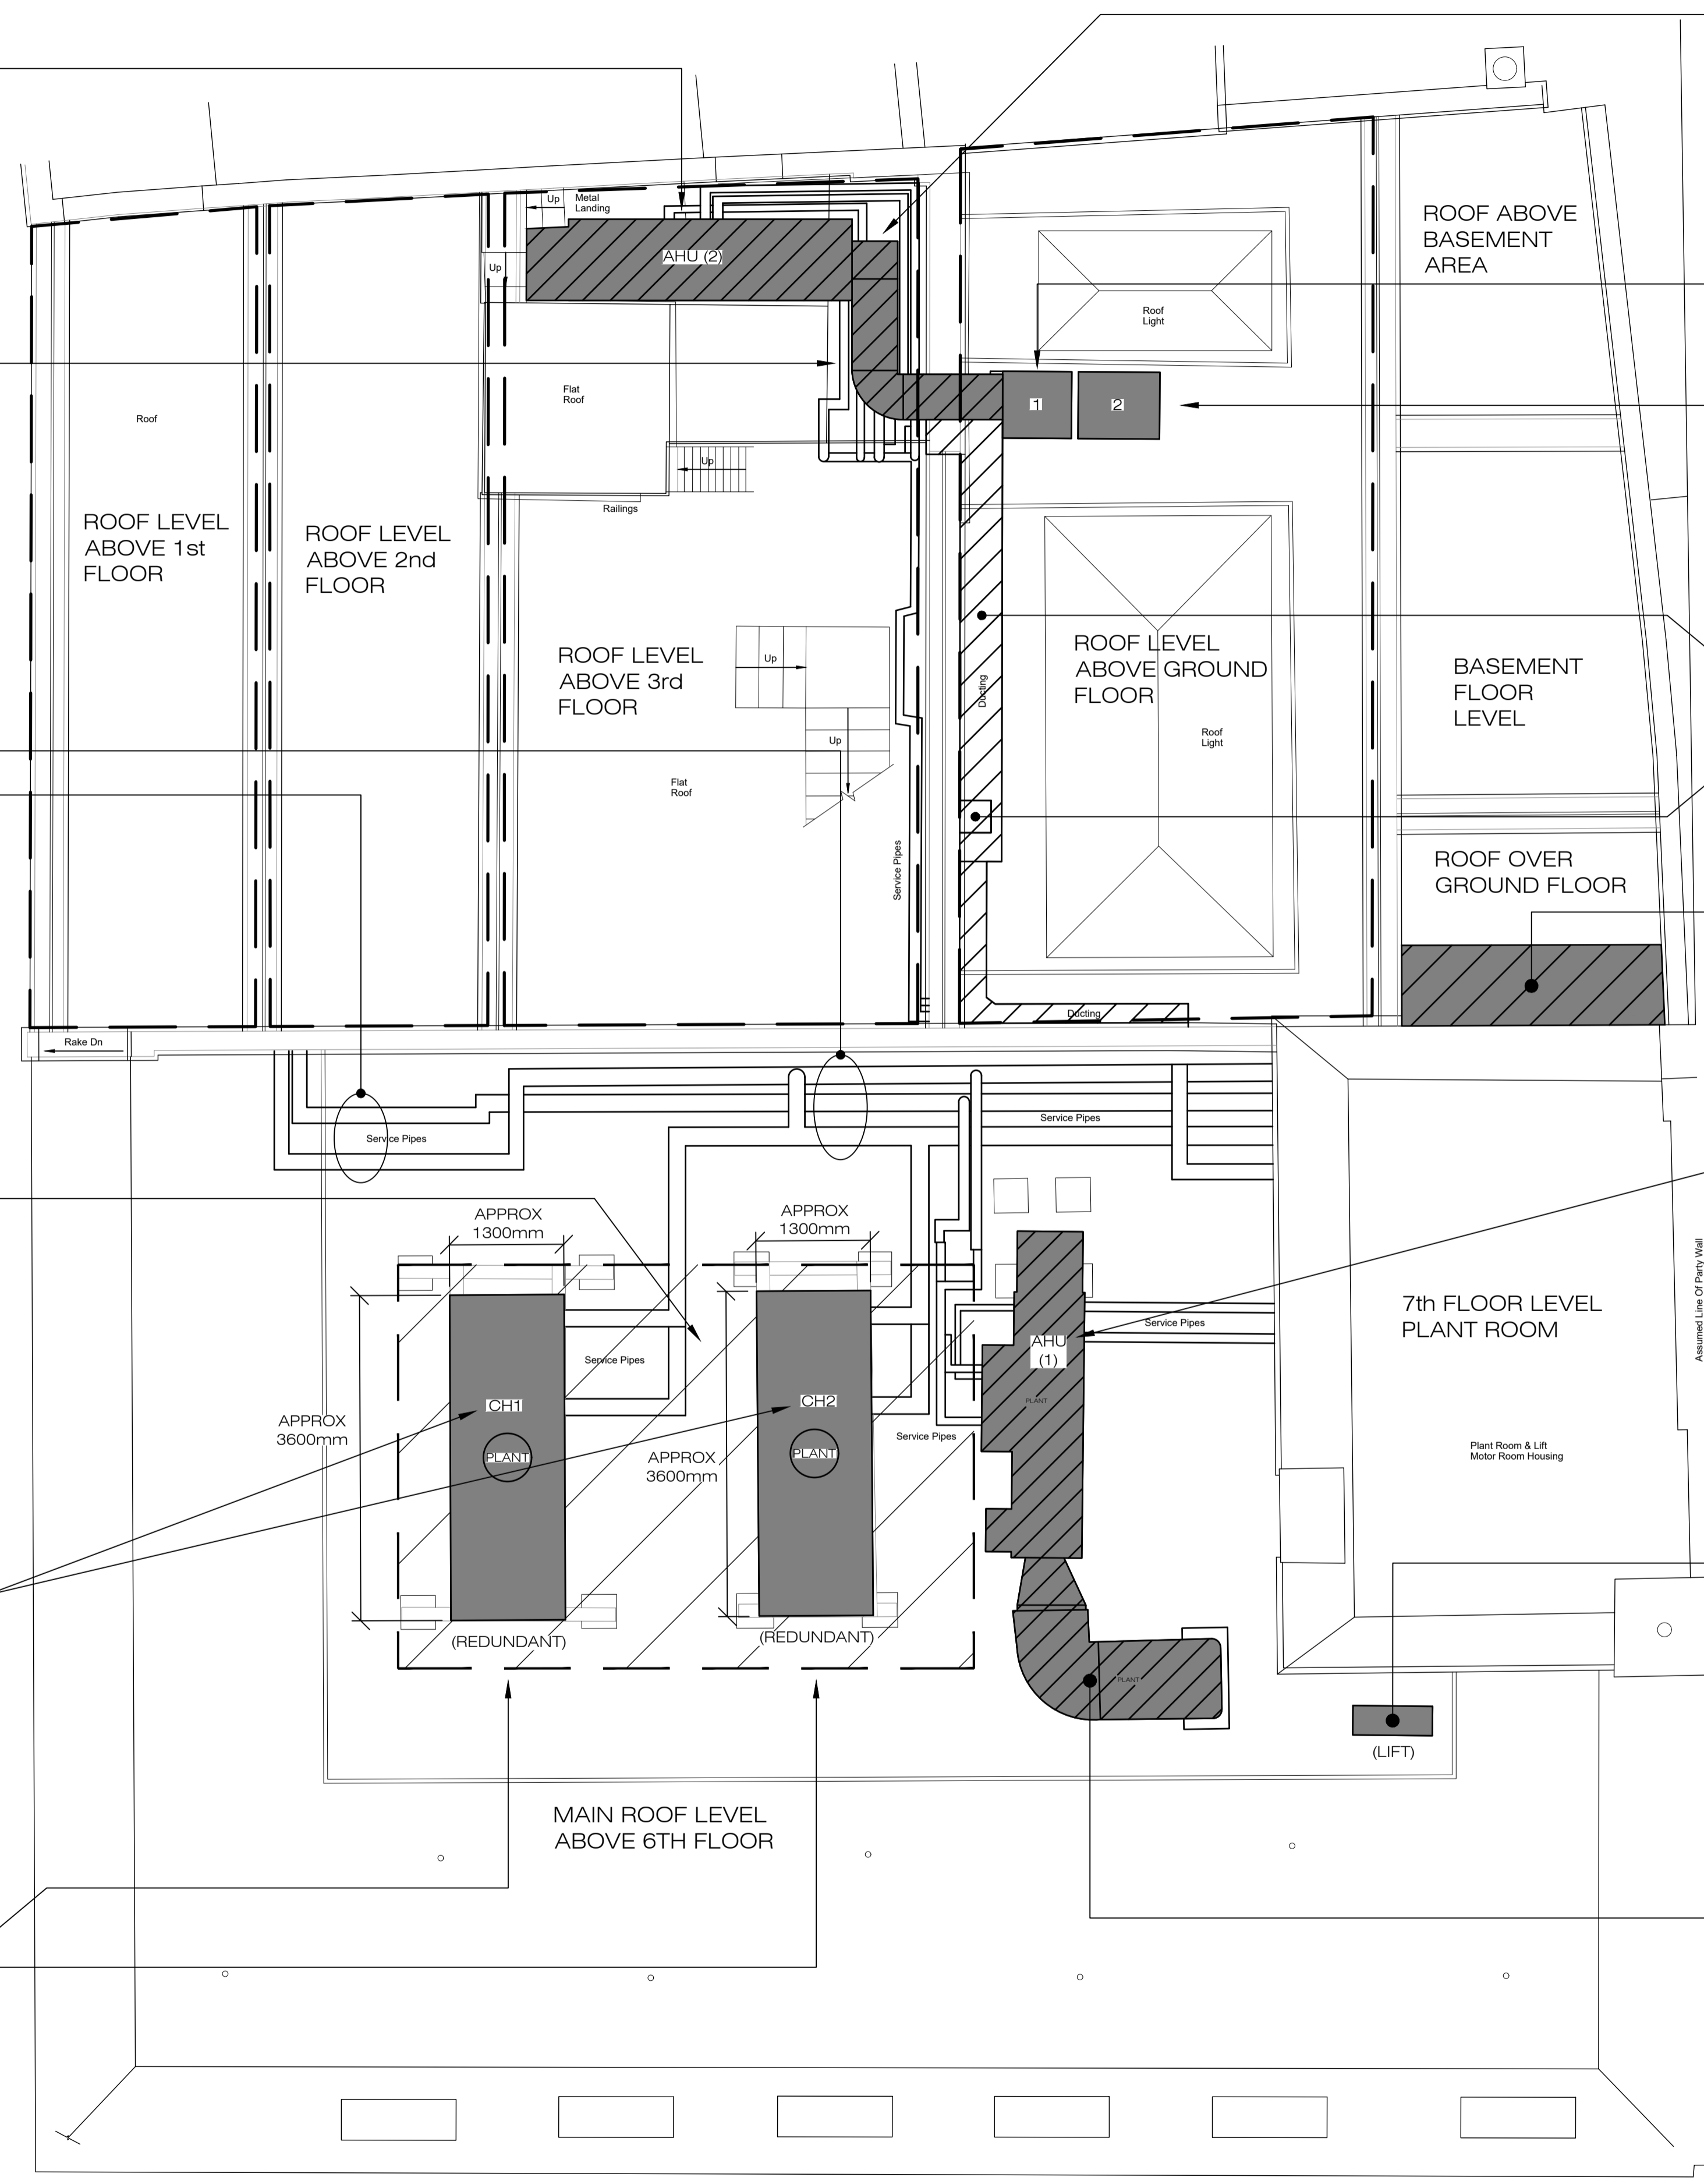 Up
Metal
Landing
AHU (2)
Up
ROOF ABOVE
BASEMENT
AREA
Roof
Light
Flat
Roof
1
2
Roof
Up
Railings
ROOF LEVEL
ABOVE 1st
FLOOR
ROOF LEVEL
ABOVE 2nd
FLOOR
ROOF LEVEL
ABOVE 3rd
FLOOR
Up
Up
Flat
Roof
Service Pipes
Ducting
ROOF LEVEL
ABOVE GROUND
FLOOR
Roof
Light
BASEMENT
FLOOR
LEVEL
ROOF OVER
GROUND FLOOR
Ducting
Rake Dn
Service Pipes
Service Pipes
APPROX
1300mm
APPROX
1300mm
APPROX
3600mm
CH1
PLANT
(REDUNDANT)
Service Pipes
APPROX
3600mm
CH2
PLANT
(REDUNDANT)
Service Pipes
AHU
(1)
PLANT
Service Pipes
PLANT
7th FLOOR LEVEL
PLANT ROOM
Plant Room & Lift
Motor Room Housing
Assumed Line Of Party Wall
(LIFT)
MAIN ROOF LEVEL
ABOVE 6TH FLOOR